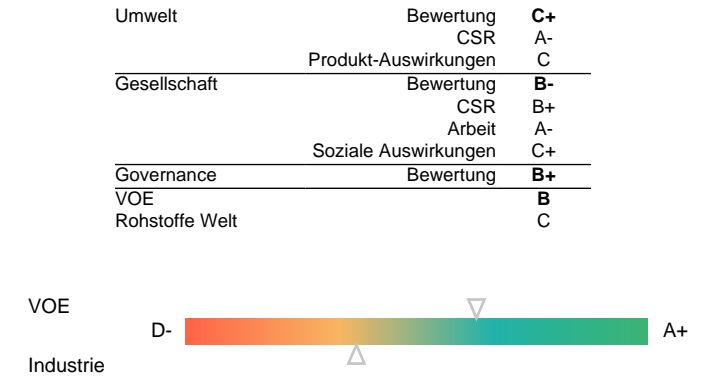 Umwelt Bewertung C+
CSR A-
Produkt-Auswirkungen C
Gesellschaft Bewertung B-
CSR B+
Arbeit A-
Soziale Auswirkungen C+
Governance Bewertung B+
VOE B
Rohstoffe Welt C
VOE
D- A+
Industrie